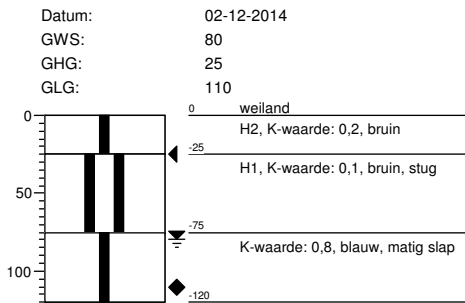 Datum: 02-12-2014
GWS: 80
GHG: 25
GLG: 110
0 0 weiland
H2, K-waarde: 0,2, bruin
-25
H1, K-waarde: 0,1, bruin, stug
50
-75
K-waarde: 0,8, blauw, matig slap
100
-120